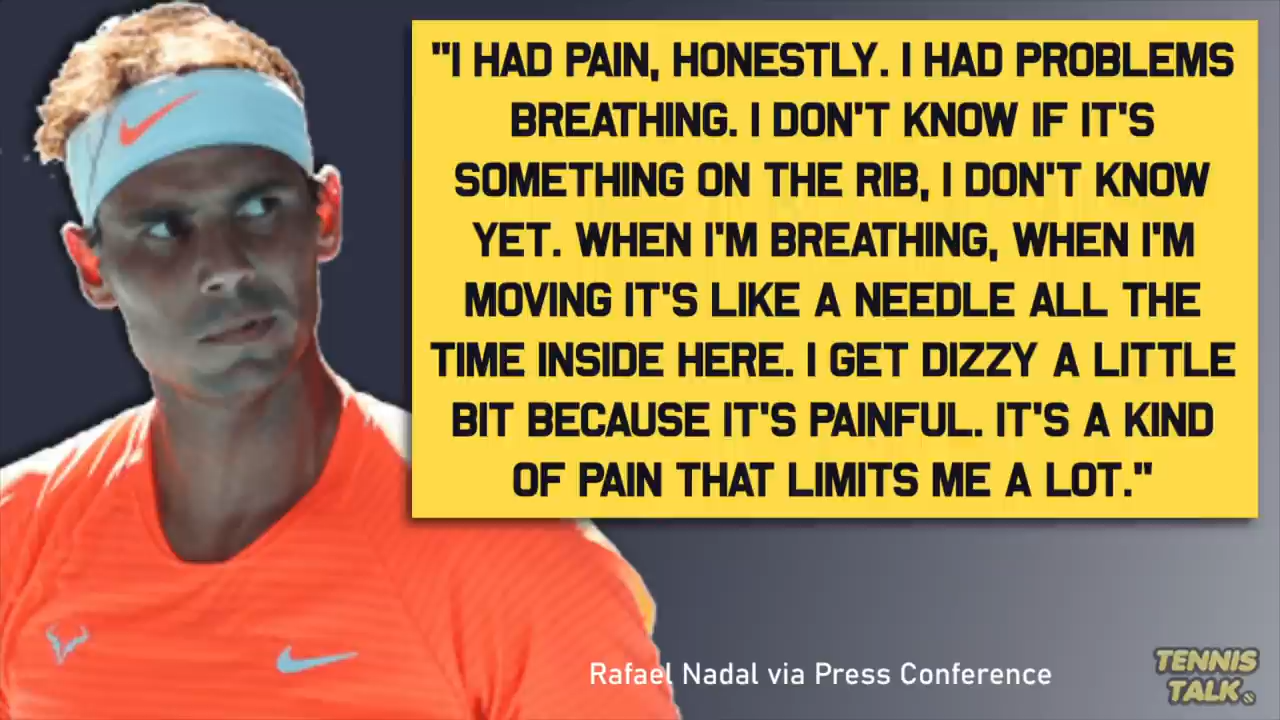 "I HAD PAIN, HONESTLY. I HAD PROBLEMS
BREATHING. I DON'T KNOW IF IT'S
SOMETHING ON THE RIB, I DON'T KNOW
YET. WHEN I'M BREATHING, WHEN I'M
MOVING IT'S LIKE A NEEDLE ALL THE
TIME INSIDE HERE. I GET DIZZY A LITTLE
BIT BECAUSE IT'S PAINFUL. IT'S A KIND
OF PAIN THAT LIMITS ME A LOT."
Rafael Nadal via Press Conference
TENNIS
TALK